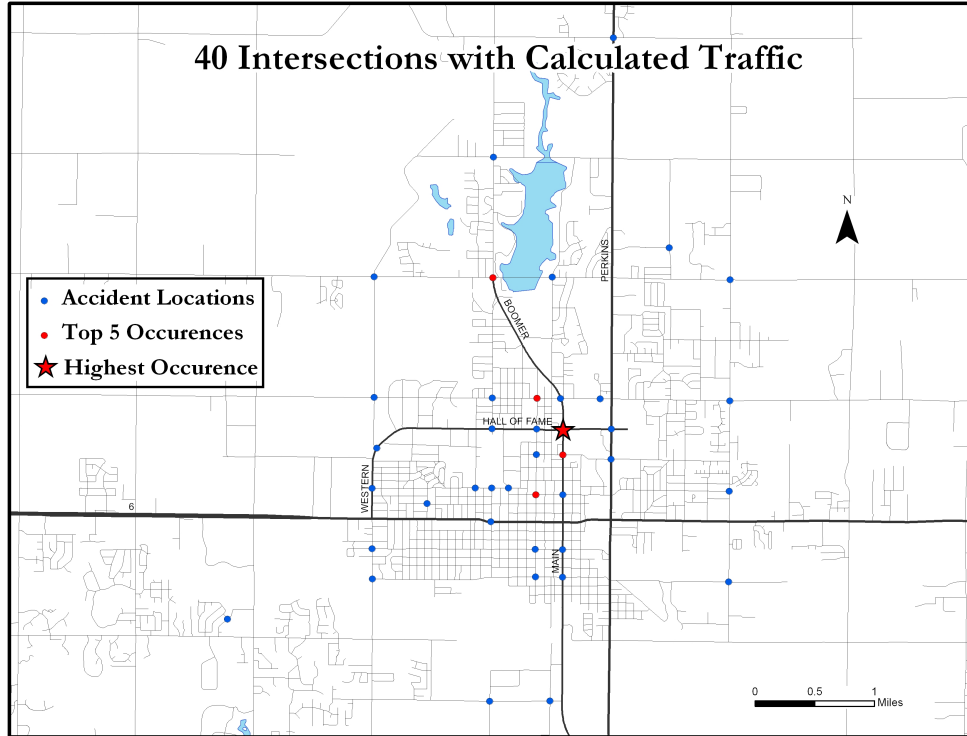 40 Intersections with Calculated Traffic
N
PERKINS
Accident Locations
BOOMER
Top 5 Occurences
Highest Occurence
HALL OF FAME
WESTERN
6
MAIN
0 0.5 1
Miles